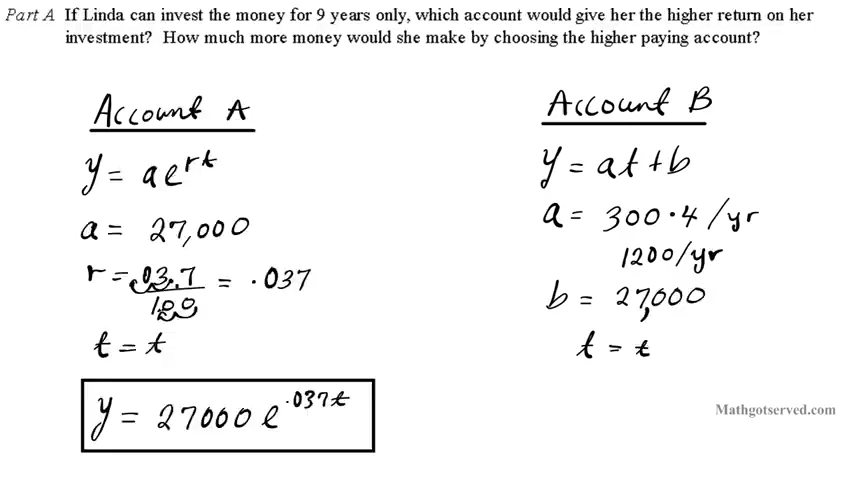 Part A If Linda can invest the money for 9 years only, which account would give her the higher return on her
investment? How much more money would she make by choosing the higher paying account?
Account A
y = ae^rt
a = 27,000
r = .03.7/100 = .037
t = t
y = 27000 e^.037t
Account B
y = at + b
a = 300·4 /yr
1200/yr
b = 27,000
t = t
Mathgotserved.com